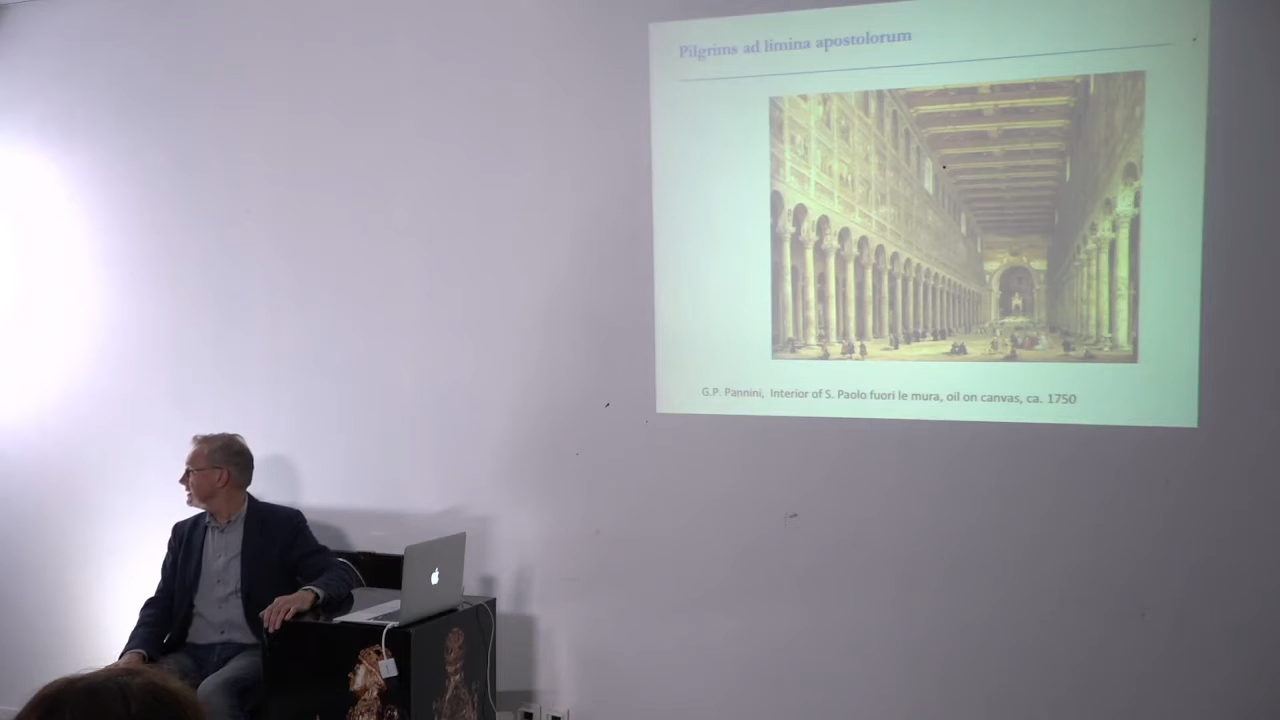 Pilgrims ad limina apostolorum
G.P. Pannini, Interior of S. Paolo fuori le mura, oil on canvas, ca. 1750